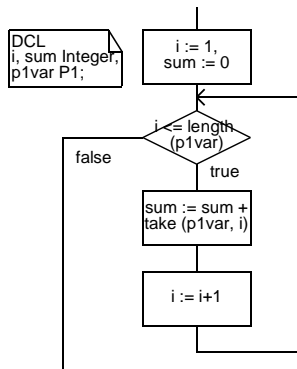 DCL
i, sum Integer,
p1var P1;
i := 1,
sum := 0
i <= length
(p1var)
false
true
sum := sum +
take (p1var, i)
i := i+1